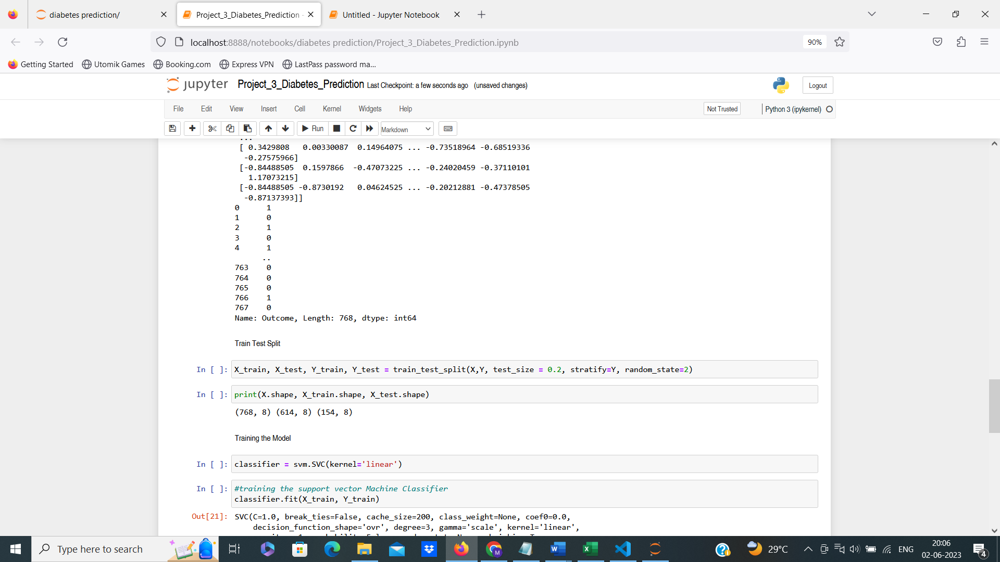 diabetes prediction/
Project_3_Diabetes_Prediction -
Untitled - Jupyter Notebook
localhost:8888/notebooks/diabetes prediction/Project_3_Diabetes_Prediction.ipynb
90%
Getting Started
Utomik Games
Booking.com
Express VPN
LastPass password ma...
jupyter
Project_3_Diabetes_Prediction Last Checkpoint: a few seconds ago (unsaved changes)
Logout
File Edit View Insert Cell Kernel Widgets Help
Not Trusted
Python 3 (ipykernel)
Run
Markdown
...
[ 0.3429808 0.00330087 0.14964075 ... -0.73518964 -0.68519336
-0.27575966]
[-0.84488505 0.1597866 -0.47073225 ... -0.24020459 -0.37110101
1.17073215]
[-0.84488505 -0.8730192 0.04624525 ... -0.20212881 -0.47378505
-0.87137393]]
0 1
1 0
2 1
3 0
4 1
..
763 0
764 0
765 0
766 1
767 0
Name: Outcome, Length: 768, dtype: int64
Train Test Split
In [ ]: X_train, X_test, Y_train, Y_test = train_test_split(X,Y, test_size = 0.2, stratify=Y, random_state=2)
In [ ]: print(X.shape, X_train.shape, X_test.shape)
(768, 8) (614, 8) (154, 8)
Training the Model
In [ ]: classifier = svm.SVC(kernel='linear')
In [ ]: #training the support vector Machine Classifier
classifier.fit(X_train, Y_train)
Out[21]: SVC(C=1.0, break_ties=False, cache_size=200, class_weight=None, coef0=0.0,
decision_function_shape='ovr', degree=3, gamma='scale', kernel='linear',
Type here to search
29°C
ENG
20:06
02-06-2023
4